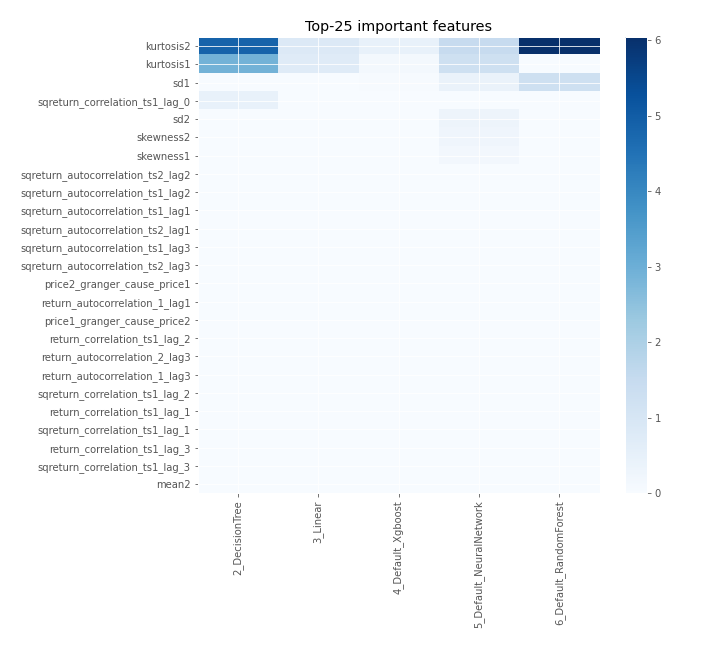 Top-25 important features
kurtosis2
kurtosis1
sd1
sqreturn_correlation_ts1_lag_0
sd2
skewness2
skewness1
sqreturn_autocorrelation_ts2_lag2
sqreturn_autocorrelation_ts1_lag2
sqreturn_autocorrelation_ts1_lag1
sqreturn_autocorrelation_ts2_lag1
sqreturn_autocorrelation_ts1_lag3
sqreturn_autocorrelation_ts2_lag3
price2_granger_cause_price1
return_autocorrelation_1_lag1
price1_granger_cause_price2
return_correlation_ts1_lag_2
return_autocorrelation_2_lag3
return_autocorrelation_1_lag3
sqreturn_correlation_ts1_lag_2
return_correlation_ts1_lag_1
sqreturn_correlation_ts1_lag_1
return_correlation_ts1_lag_3
sqreturn_correlation_ts1_lag_3
mean2
2_DecisionTree
3_Linear
4_Default_Xgboost
5_Default_NeuralNetwork
6_Default_RandomForest
6
5
4
3
2
1
0